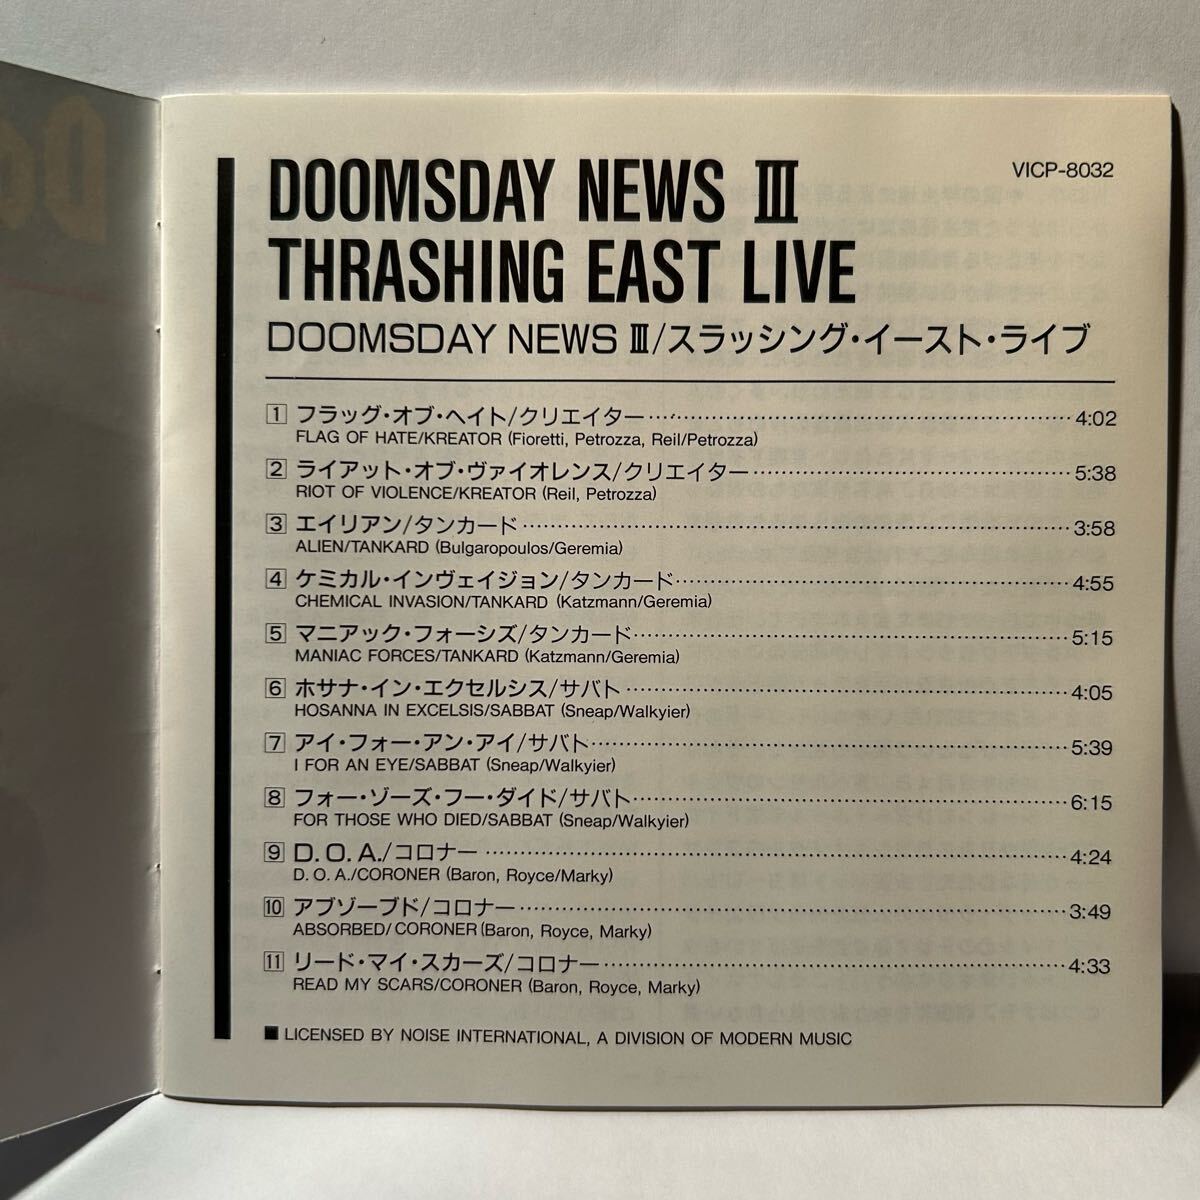 DOOMSDAY NEWS Ⅲ
VICP-8032
THRASHING EAST LIVE
DOOMSDAY NEWS Ⅲ/スラッシング・イースト・ライブ
1 フラッグ・オブ・ヘイト/クリエイター 4:02
FLAG OF HATE/KREATOR (Fioretti, Petrozza, Reil/Petrozza)
2 ライアット・オブ・ヴァイオレンス/クリエイター 5:38
RIOT OF VIOLENCE/KREATOR (Reil, Petrozza)
3 エイリアン/タンカード 3:58
ALIEN/TANKARD (Bulgaropoulos/Geremia)
4 ケミカル・インヴェイジョン/タンカード 4:55
CHEMICAL INVASION/TANKARD (Katzmann/Geremia)
5 マニアック・フォーシズ/タンカード 5:15
MANIAC FORCES/TANKARD (Katzmann/Geremia)
6 ホサナ・イン・エクセルシス/サバト 4:05
HOSANNA IN EXCELSIS/SABBAT (Sneap/Walkyier)
7 アイ・フォー・アン・アイ/サバト 5:39
I FOR AN EYE/SABBAT (Sneap/Walkyier)
8 フォー・ゾーズ・フー・ダイド/サバト 6:15
FOR THOSE WHO DIED/SABBAT (Sneap/Walkyier)
9 D. O. A./コロナー 4:24
D. O. A./CORONER (Baron, Royce/Marky)
10 アブゾーブド/コロナー 3:49
ABSORBED/CORONER (Baron, Royce, Marky)
11 リード・マイ・スカーズ/コロナー 4:33
READ MY SCARS/CORONER (Baron, Royce, Marky)
■ LICENSED BY NOISE INTERNATIONAL, A DIVISION OF MODERN MUSIC